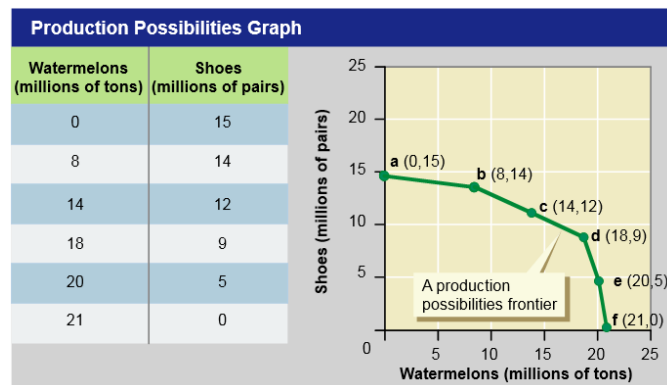 Production Possibilities Graph
Watermelons
(millions of tons)
Shoes
(millions of pairs)
0 15
8 14
14 12
18 9
20 5
21 0
Shoes (millions of pairs)
25
20
15
10
5
0
a (0,15)
b (8,14)
c (14,12)
d (18,9)
e (20,5)
f (21,0)
A production
possibilities frontier
5 10 15 20 25
Watermelons (millions of tons)